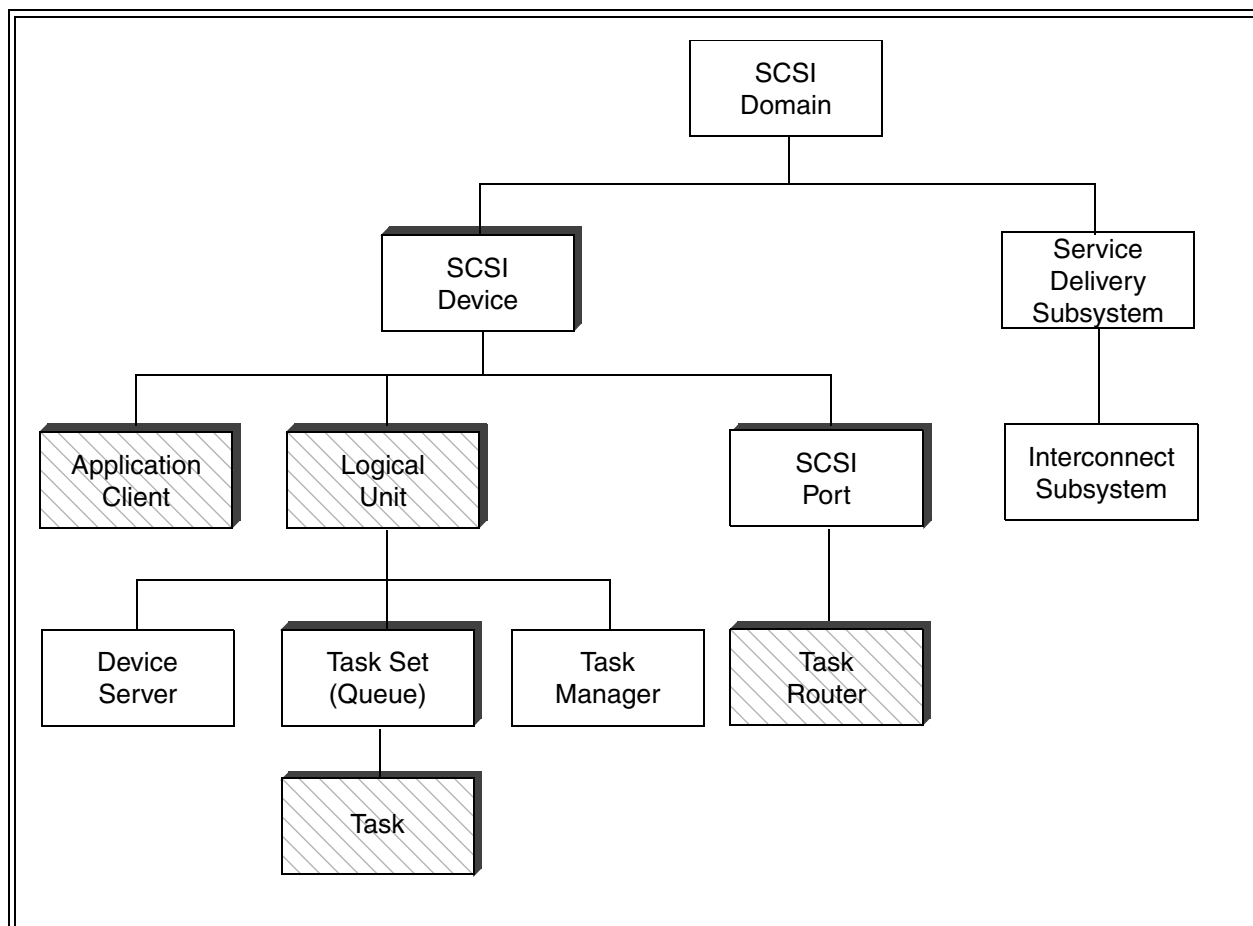 SCSI
Domain
SCSI
Device
Service
Delivery
Subsystem
Application
Client
Logical
Unit
SCSI
Port
Interconnect
Subsystem
Device
Server
Task Set
(Queue)
Task
Manager
Task
Router
Task